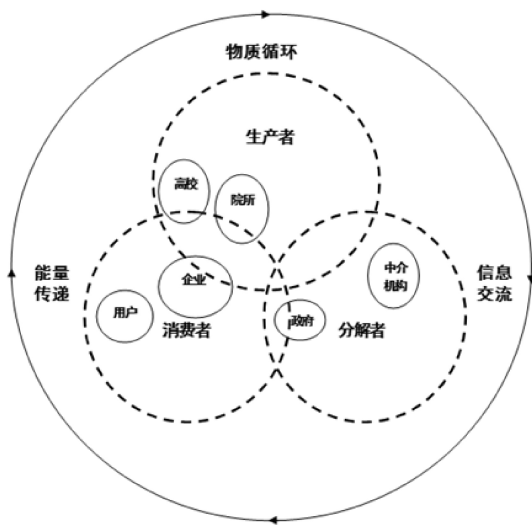 物质循环
生产者
高校
院所
能量
传递
企业
用户
消费者
政府
分解者
中介
机构
信息
交流